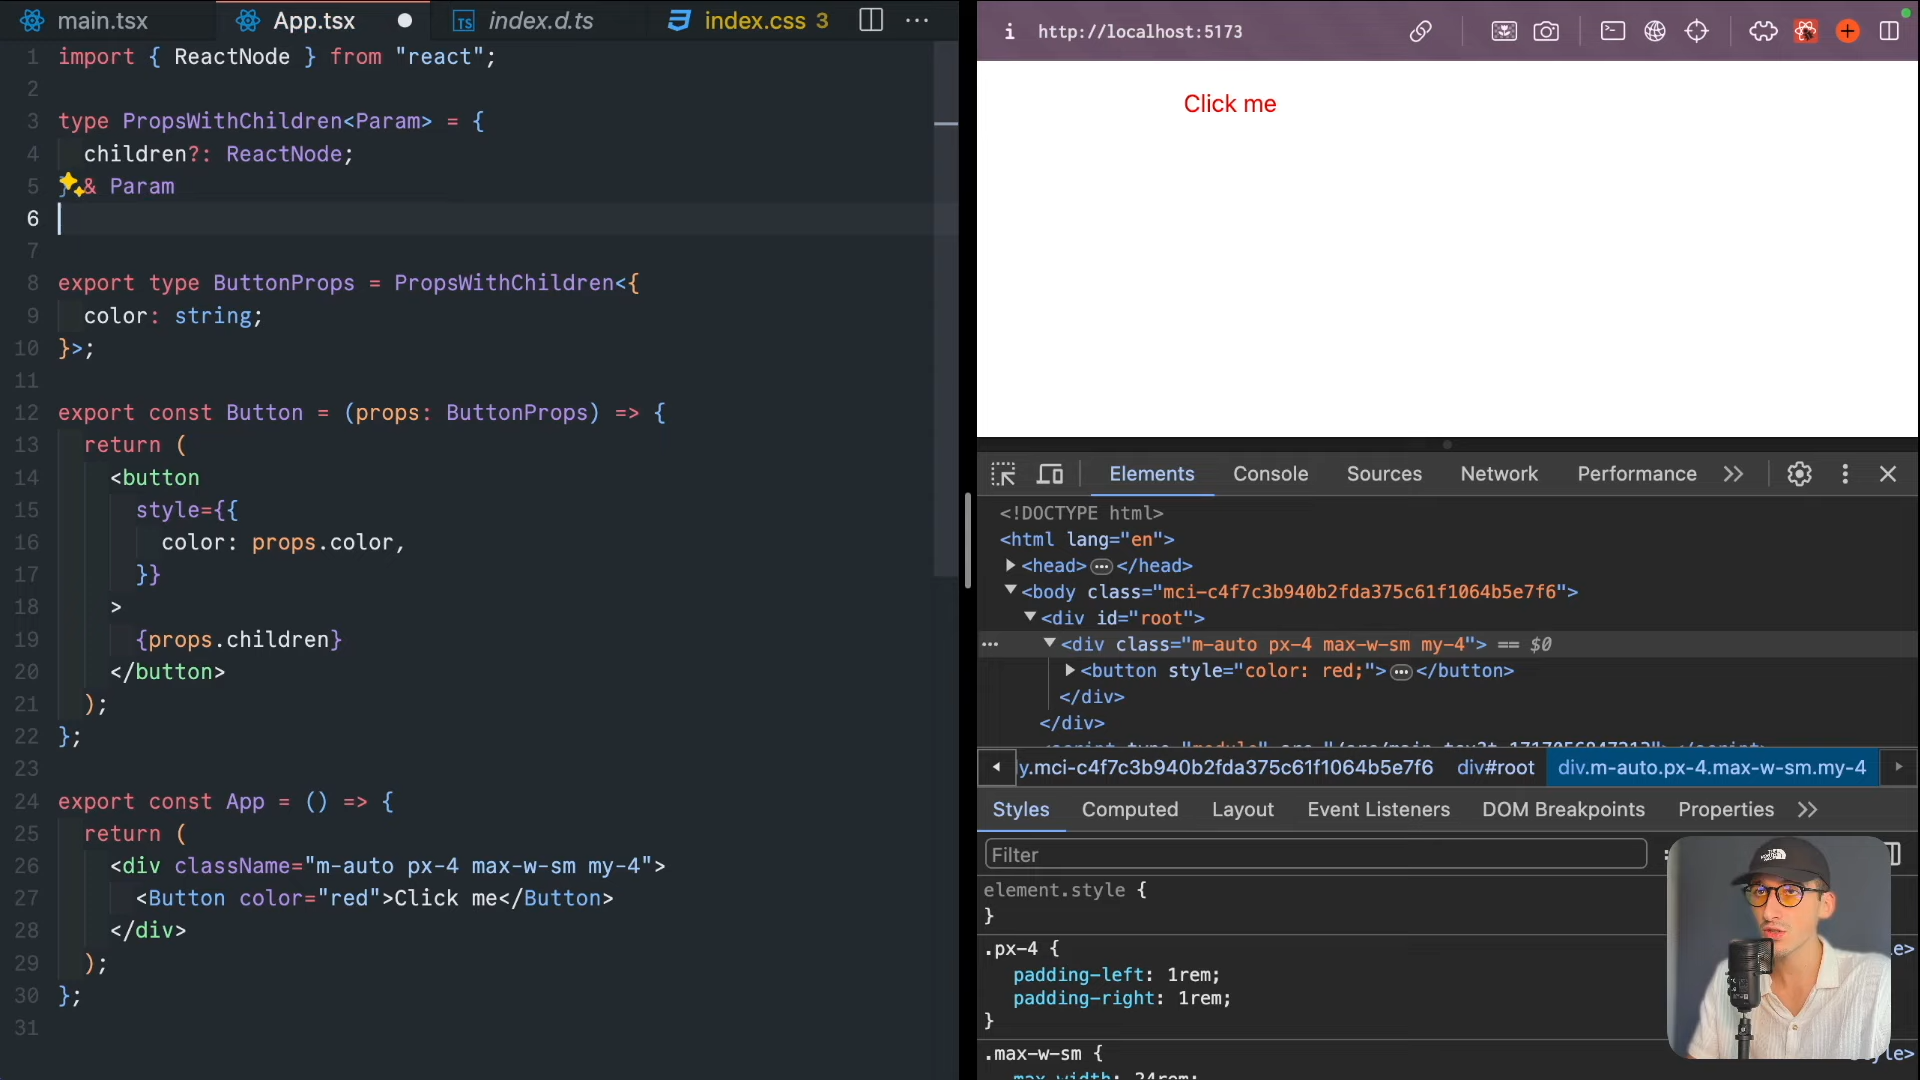 main.tsx
App.tsx
index.d.ts
index.css 3
1 import { ReactNode } from "react";
2
3 type PropsWithChildren<Param> = {
4 children?: ReactNode;
5 & Param
6
7
8 export type ButtonProps = PropsWithChildren<{
9 color: string;
10 }>;
11
12 export const Button = (props: ButtonProps) => {
13 return (
14 <button
15 style={{
16 color: props.color,
17 }}
18 >
19 {props.children}
20 </button>
21 );
22 };
23
24 export const App = () => {
25 return (
26 <div className="m-auto px-4 max-w-sm my-4">
27 <Button color="red">Click me</Button>
28 </div>
29 );
30 };
31
http://localhost:5173
Click me
Elements Console Sources Network Performance
<!DOCTYPE html>
<html lang="en">
<head> </head>
<body class="mci-c4f7c3b940b2fda375c61f1064b5e7f6">
<div id="root">
<div class="m-auto px-4 max-w-sm my-4"> == $0
<button style="color: red;"> </button>
</div>
</div>
y.mci-c4f7c3b940b2fda375c61f1064b5e7f6 div#root div.m-auto.px-4.max-w-sm.my-4
Styles Computed Layout Event Listeners DOM Breakpoints Properties
Filter
element.style {
}
.px-4 {
padding-left: 1rem;
padding-right: 1rem;
}
.max-w-sm {